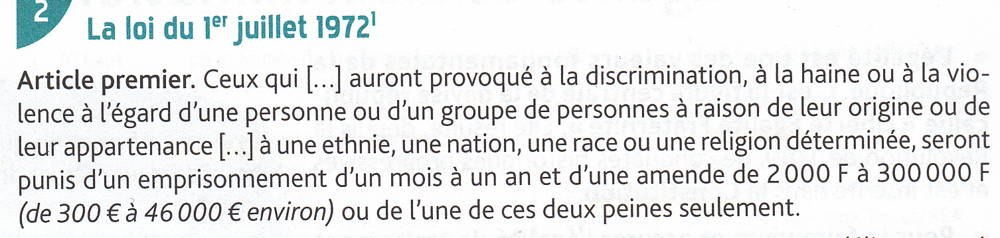 2
La loi du 1er juillet 1972¹
Article premier. Ceux qui […] auront provoqué à la discrimination, à la haine ou à la vio-
lence à l’égard d’une personne ou d’un groupe de personnes à raison de leur origine ou de
leur appartenance […] à une ethnie, une nation, une race ou une religion déterminée, seront
punis d’un emprisonnement d’un mois à un an et d’une amende de 2 000 F à 300 000 F
(de 300 € à 46 000 € environ) ou de l’une de ces deux peines seulement.